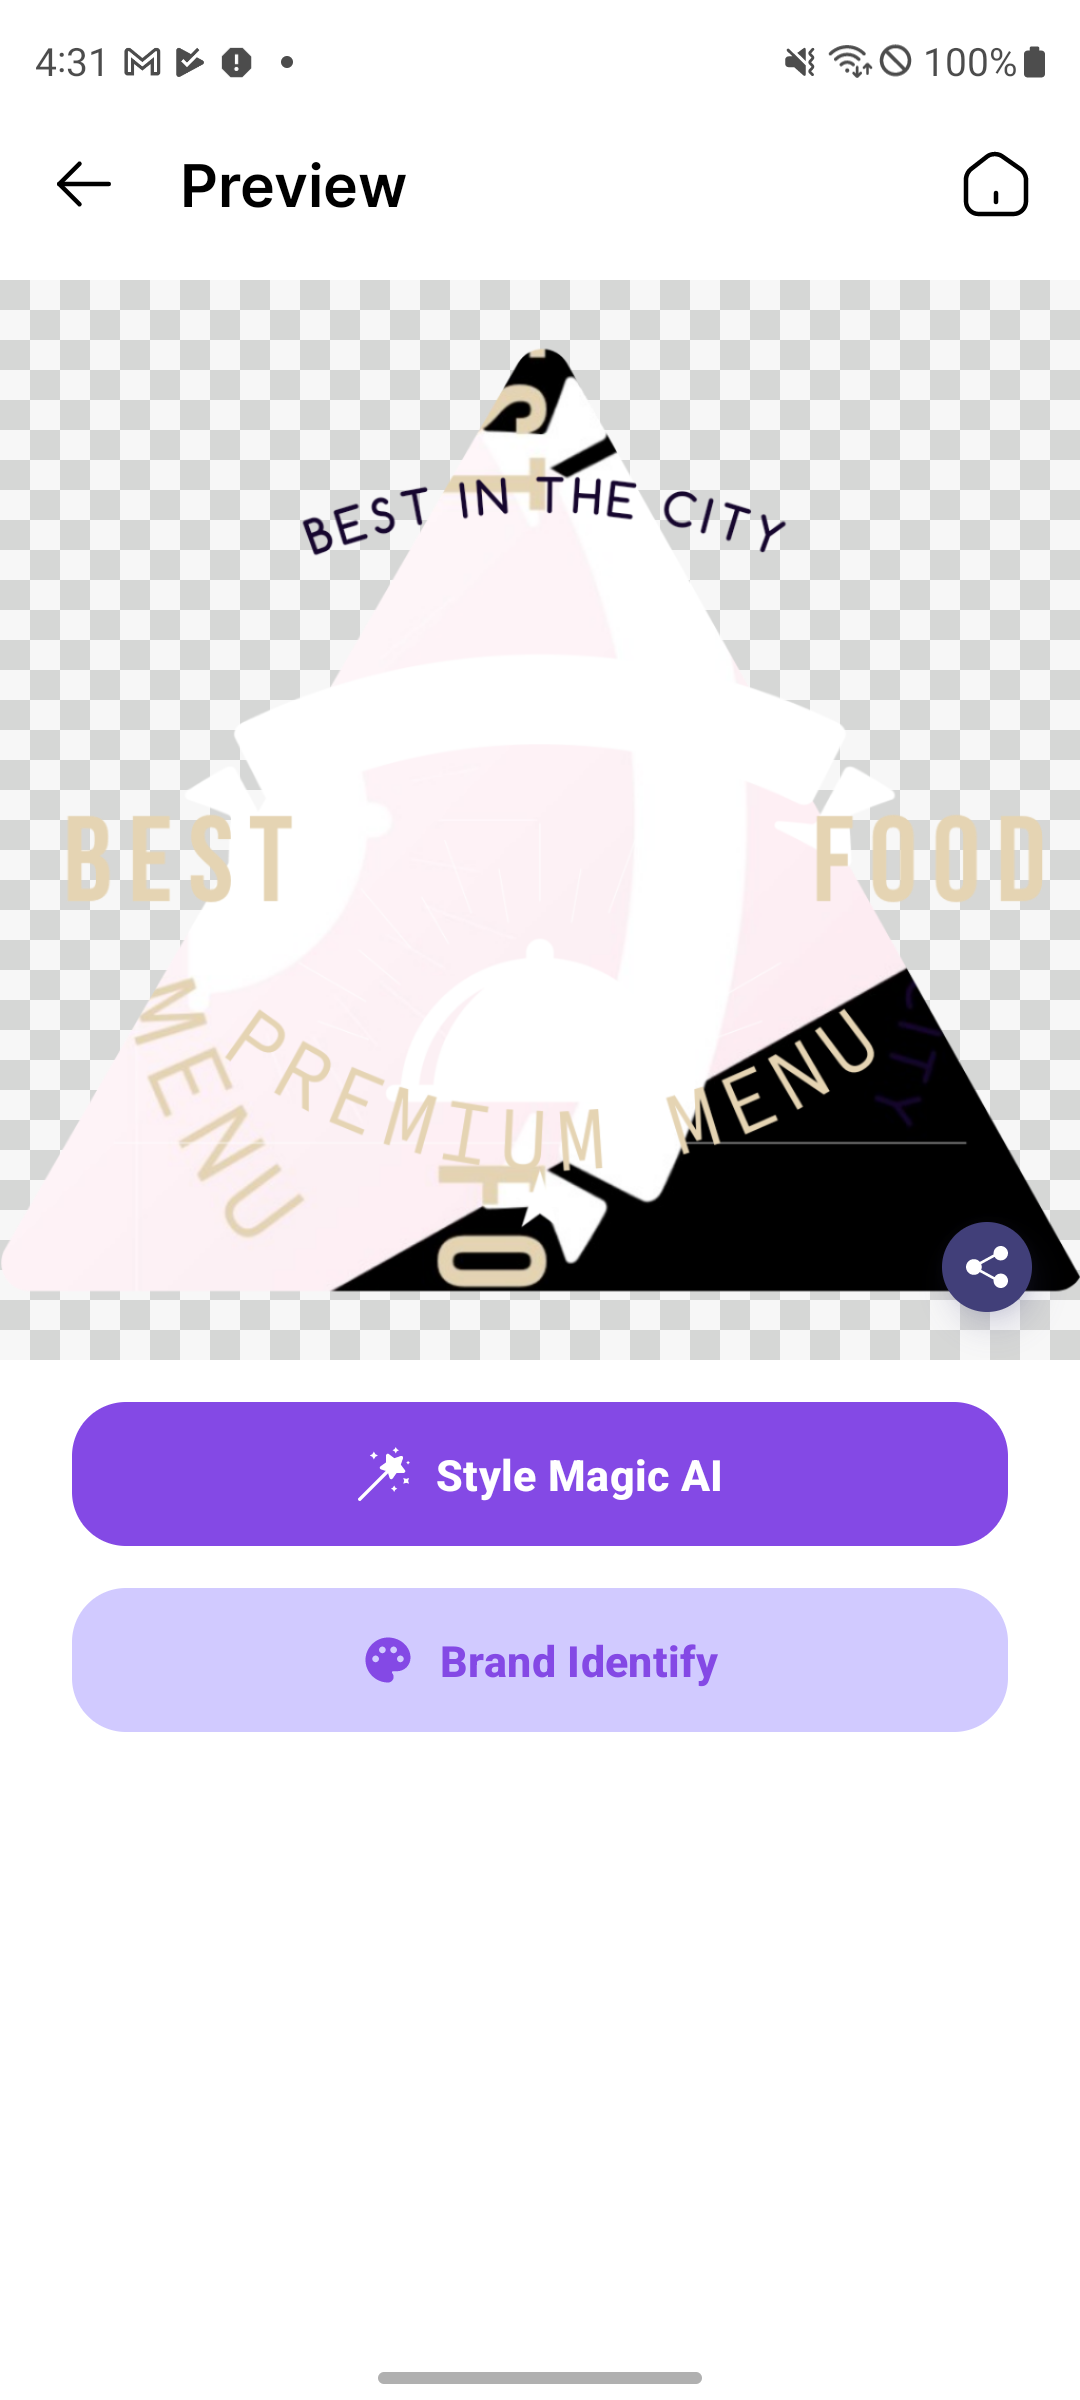 4:31
100%
Preview
BEST IN THE CITY
BEST FOOD
PREMIUM MENU
MENU
CITY
Style Magic AI
Brand Identify